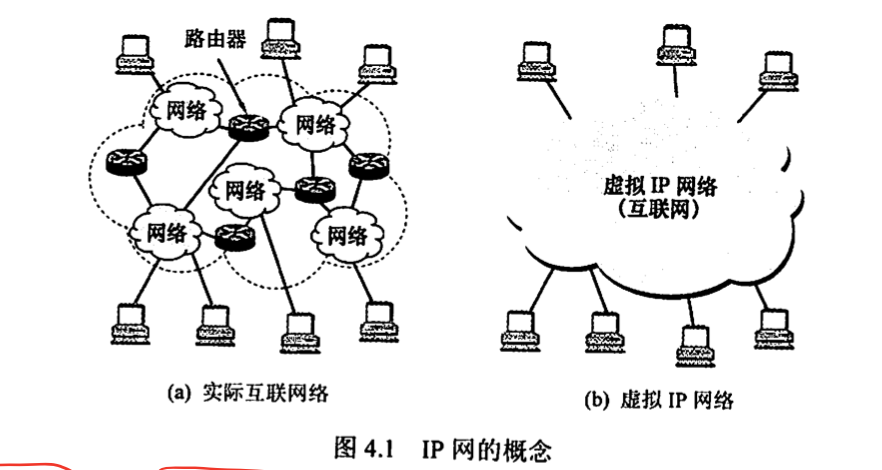 路由器
网络
网络
网络
网络
网络
虚拟 IP 网络
(互联网)
(a) 实际互联网络
(b) 虚拟 IP 网络
图 4.1 IP 网的概念